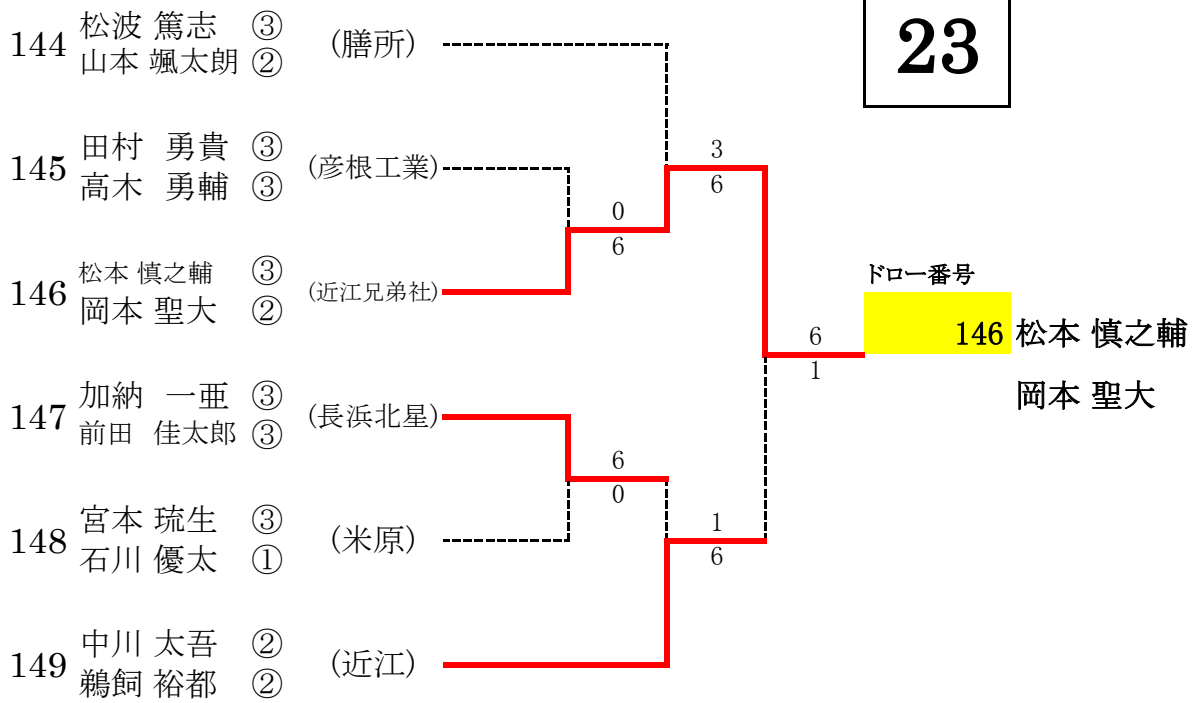 23
144 松波 篤志 ③ (膳所)
山本 颯太朗 ②
3
6
145 田村 勇貴 ③ (彦根工業)
高木 勇輔 ③
0
6
146 松本 慎之輔 ③ (近江兄弟社)
岡本 聖大 ②
ドロー番号
146 松本 慎之輔
岡本 聖大
6
1
147 加納 一亜 ③ (長浜北星)
前田 佳太郎 ③
6
0
148 宮本 琉生 ③ (米原)
石川 優太 ①
1
6
149 中川 太吾 ② (近江)
鵜飼 裕都 ②